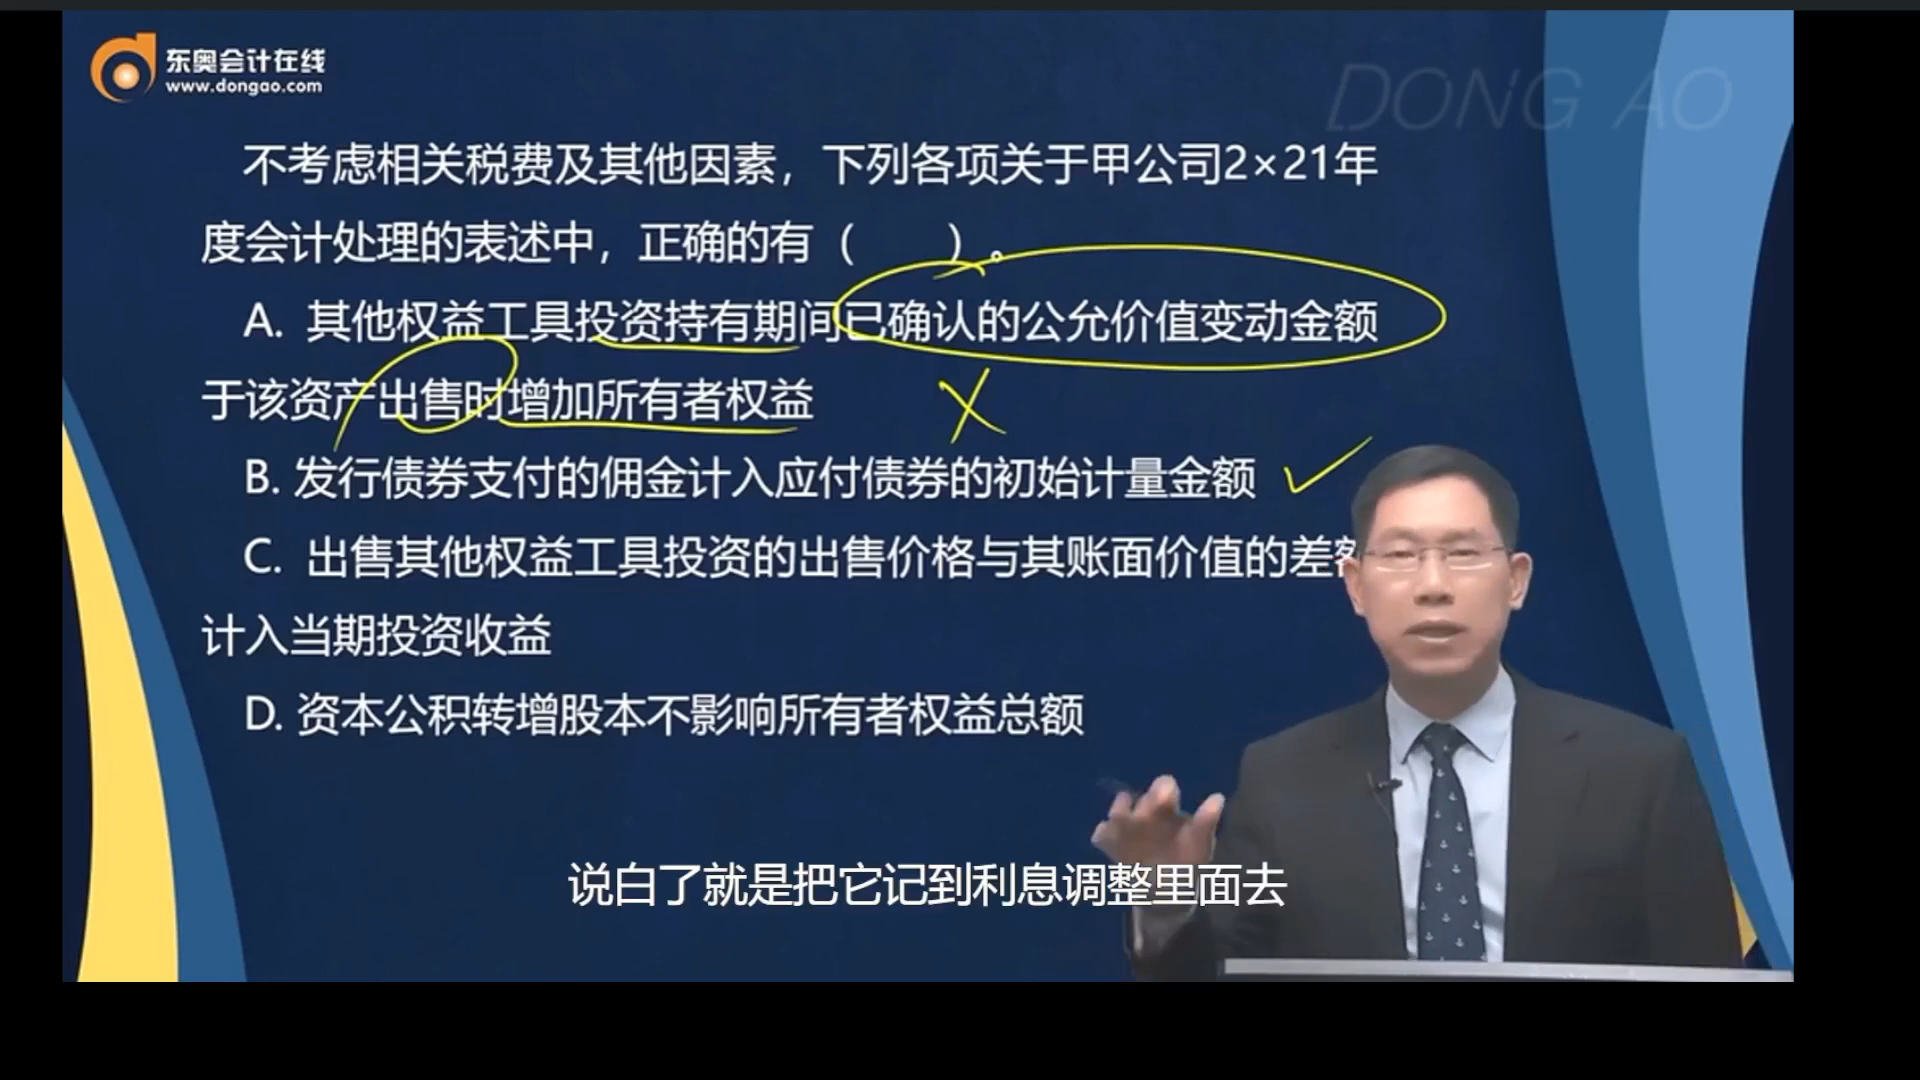 东奥会计在线
www.dongao.com
DONG AO
不考虑相关税费及其他因素，下列各项关于甲公司2×21年
度会计处理的表述中，正确的有（　　）。
A. 其他权益工具投资持有期间已确认的公允价值变动金额
于该资产出售时增加所有者权益
B. 发行债券支付的佣金计入应付债券的初始计量金额
C. 出售其他权益工具投资的出售价格与其账面价值的差额
计入当期投资收益
D. 资本公积转增股本不影响所有者权益总额
说白了就是把它记到利息调整里面去